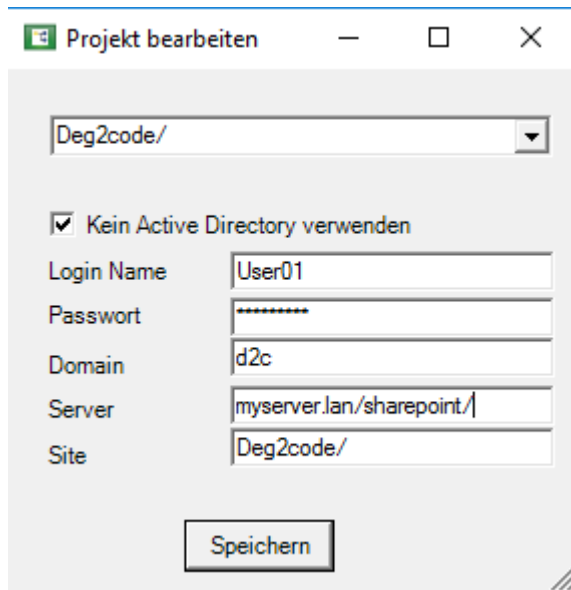 Projekt bearbeiten
Deg2code/
Kein Active Directory verwenden
Login Name User01
Passwort *********
Domain d2c
Server myserver.lan/sharepoint/
Site Deg2code/
Speichern